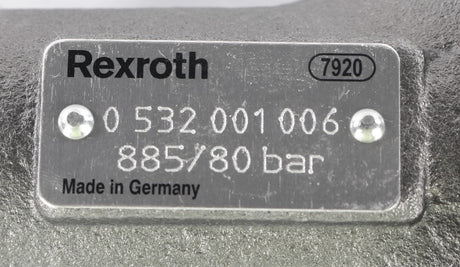 Rexroth 7920
0 532 001 006
885/80 bar
Made in Germany